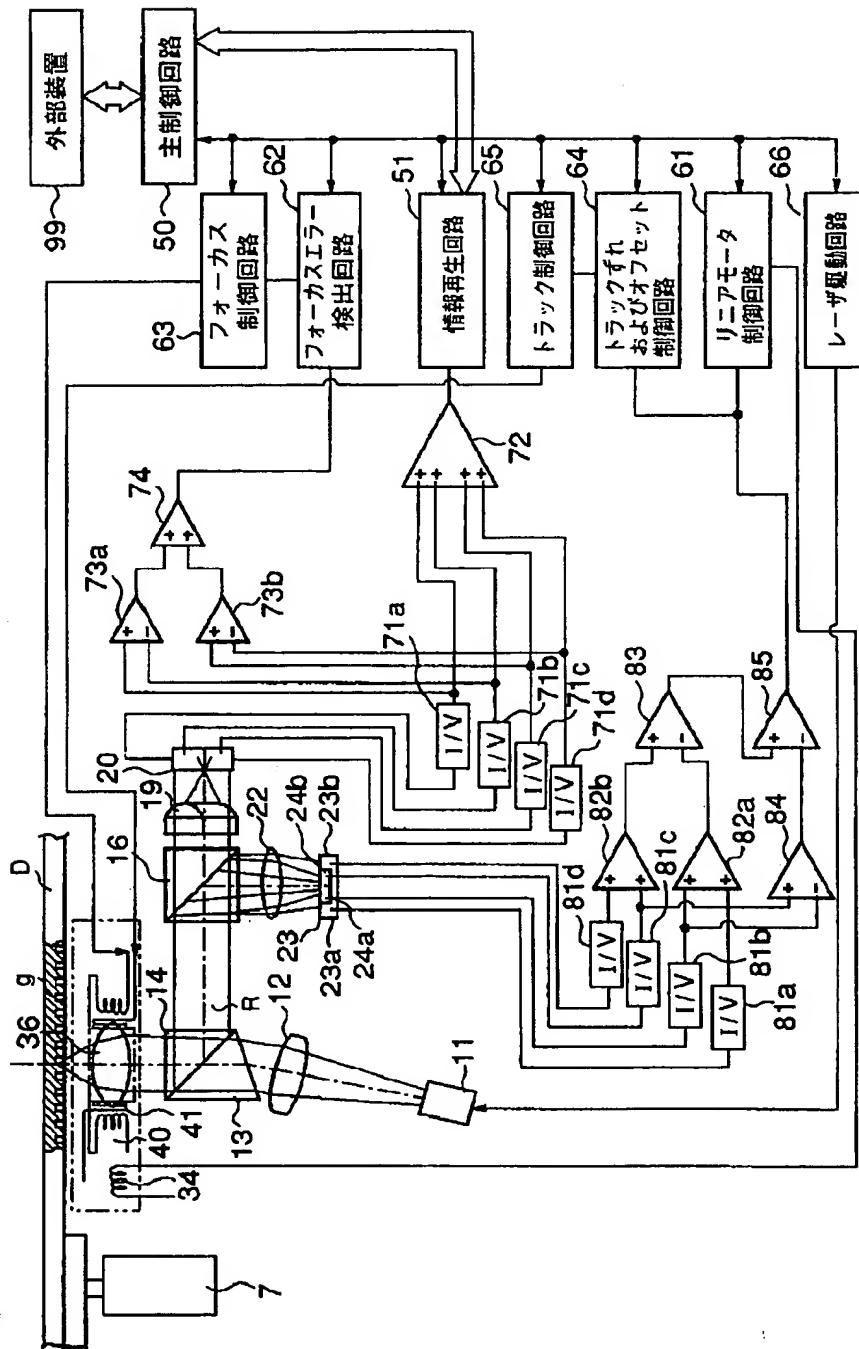 外部装置
99
主制御回路
50
フォーカス
制御回路
63
フォーカスエラー
検出回路
62
情報再生回路
51
トラック制御回路
65
トラックずれ
およびオフセット
制御回路
64
リニアモータ
制御回路
61
レーザ駆動回路
66
72
+
+
+
+
74
+
+
73a
+
−
73b
+
−
I/V
71a
I/V
71b
I/V
71c
I/V
71d
83
+
−
85
+
−
84
+
−
82b
+
+
82a
+
+
I/V
81d
I/V
81c
I/V
81b
I/V
81a
20
19
16
22
24b
23b
23
23a
24a
D
g
36
14
R
12
13
11
41
40
34
7